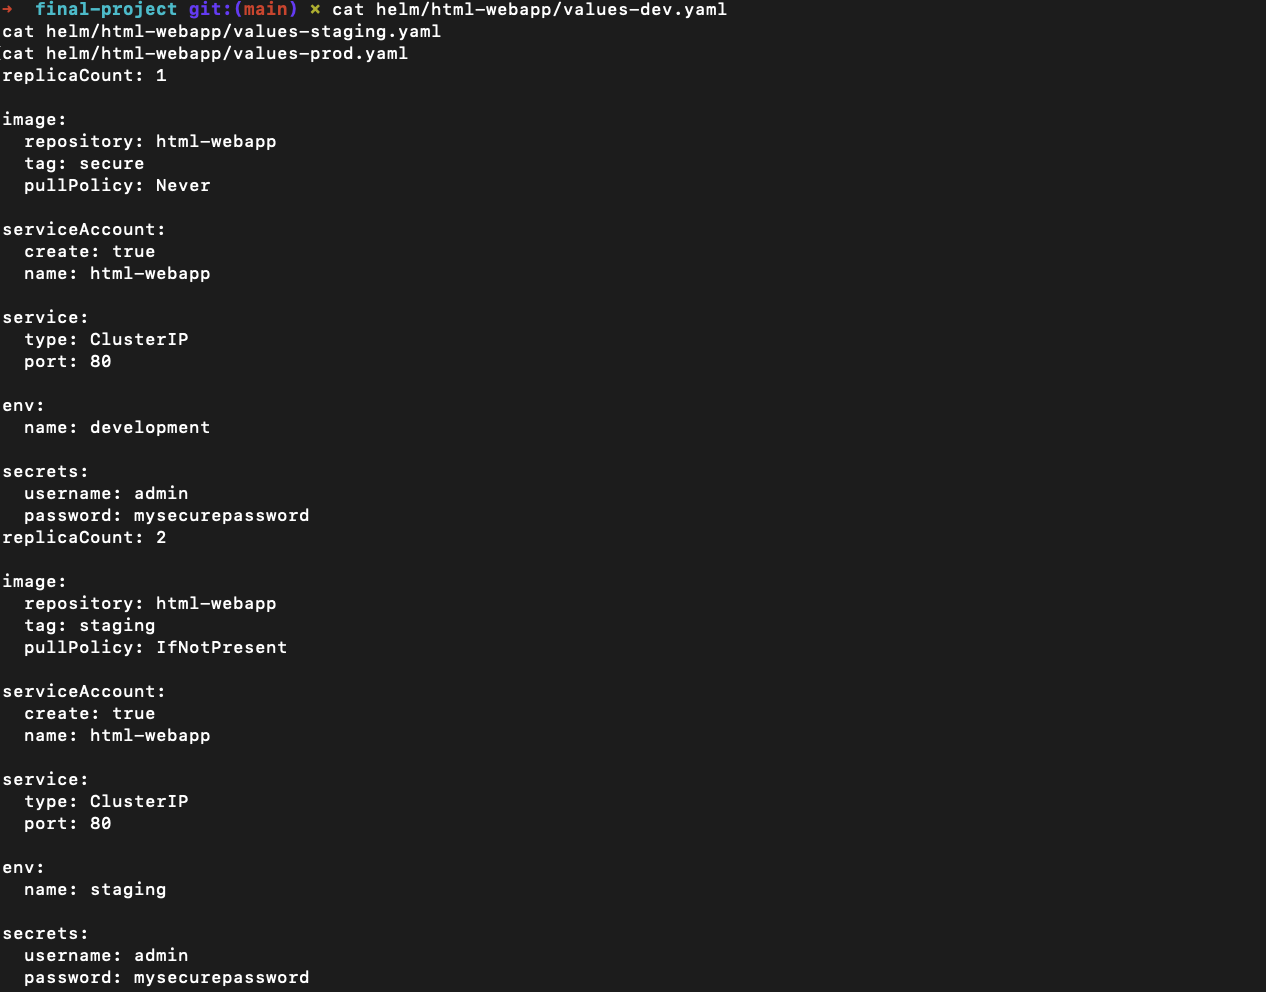 ➜  final-project git:(main) ✗ cat helm/html-webapp/values-dev.yaml
cat helm/html-webapp/values-staging.yaml
cat helm/html-webapp/values-prod.yaml
replicaCount: 1

image:
  repository: html-webapp
  tag: secure
  pullPolicy: Never

serviceAccount:
  create: true
  name: html-webapp

service:
  type: ClusterIP
  port: 80

env:
  name: development

secrets:
  username: admin
  password: mysecurepassword
replicaCount: 2

image:
  repository: html-webapp
  tag: staging
  pullPolicy: IfNotPresent

serviceAccount:
  create: true
  name: html-webapp

service:
  type: ClusterIP
  port: 80

env:
  name: staging

secrets:
  username: admin
  password: mysecurepassword